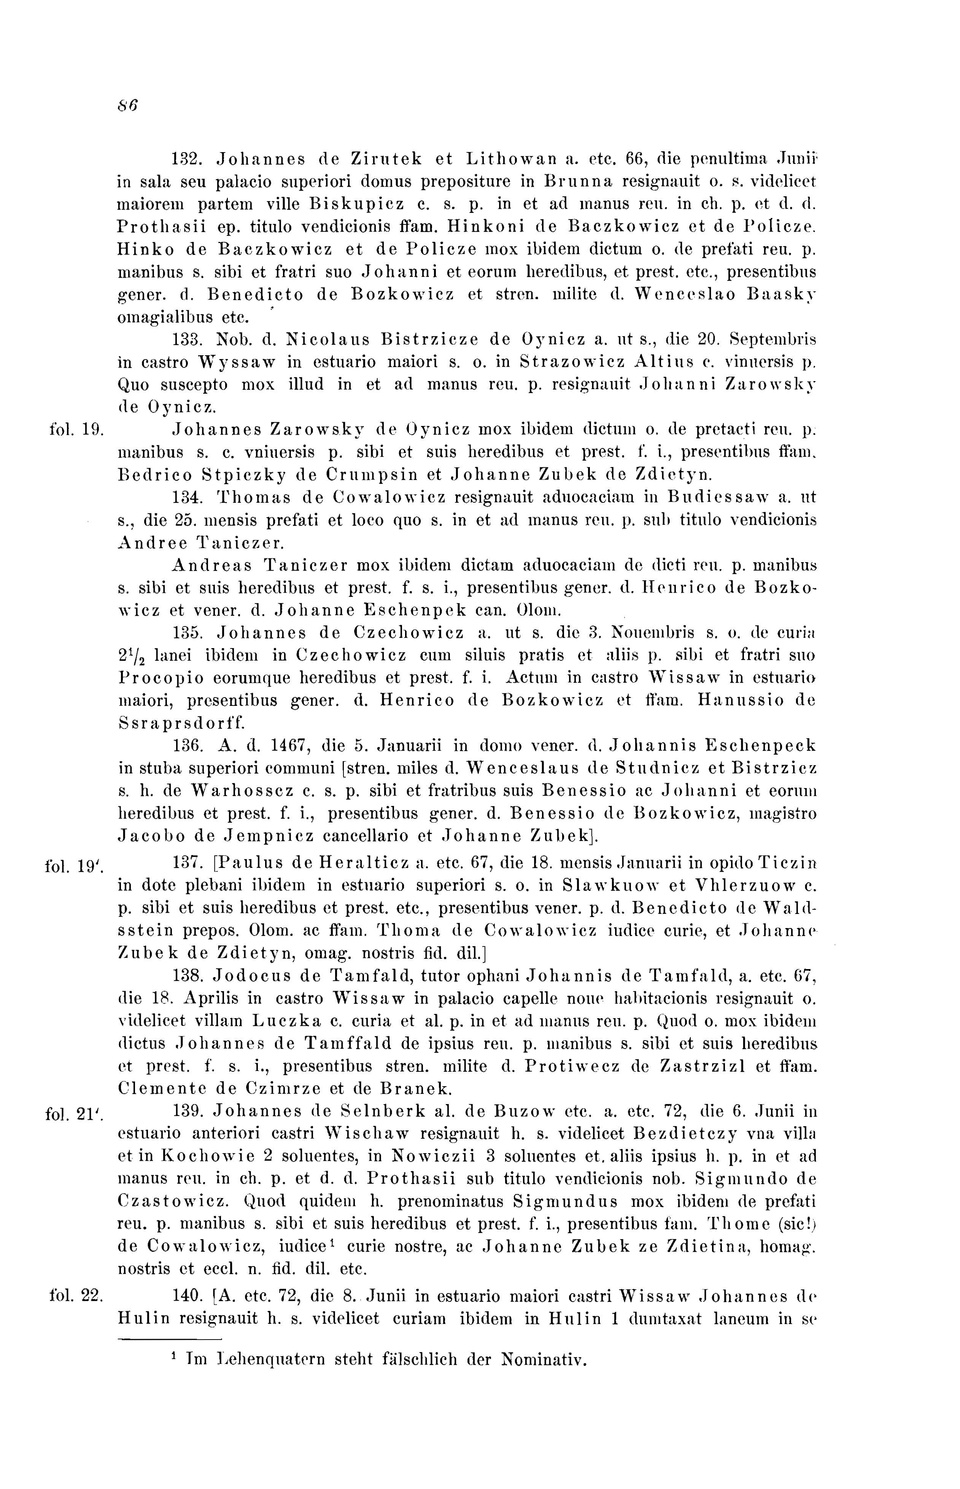 86
132. Johannes de Zirutek et Lithowan a. etc. 66, die penultima Junii
in sala seu palacio superiori domus prepositure in Brunna resignauit o. s. videlicet
maiorem partem ville Biskupicz c. s. p. in et ad manus reu. in ch. p. et d. d.
Prothasii ep. titulo vendicionis ffam. Hinkoni de Baczkowicz et de Policze.
Hinko de Baczkowicz et de Policze mox ibidem dictum o. de prefati reu. p.
manibus s. sibi et fratri suo Johanni et eorum heredibus, et prest. etc., presentibus
gener. d. Benedicto de Bozkowicz et stren. milite d. Wenceslao Baasky
omagialibus etc.
133. Nob. d. Nicolaus Bistrzicze de Oynicz a. ut s., die 20. Septembris
in castro Wyssaw in estuario maiori s. o. in Strazowicz Altius c. vinuersis p.
Quo suscepto mox illud in et ad manus reu. p. resignauit Johanni Zarowsky
de Oynicz.
fol. 19. Johannes Zarowsky de Oynicz mox ibidem dictum o. de pretacti reu. p.
manibus s. c. vniuersis p. sibi et suis heredibus et prest. f. i., presentibus ffam.
Bedrico Stpiczky de Crumpsin et Johanne Zubek de Zdietyn.
134. Thomas de Cowalowicz resignauit aduocaciam in Budiessaw a. ut
s., die 25. mensis prefati et loco quo s. in et ad manus reu. p. sub titulo vendicionis
Andree Taniczer.
Andreas Taniczer mox ibidem dictam aduocaciam de dicti reu. p. manibus
s. sibi et suis heredibus et prest. f. s. i., presentibus gener. d. Henrico de Bozko-
wicz et vener. d. Johanne Eschenpek can. Olom.
135. Johannes de Czechowicz a. ut s. die 3. Nouembris s. o. de curia
2 1/2 lanei ibidem in Czechowicz cum siluis pratis et aliis p. sibi et fratri suo
Procopio eorumque heredibus et prest. f. i. Actum in castro Wissaw in estuario
maiori, presentibus gener. d. Henrico de Bozkowicz et ffam. Hanussio de
Ssraprsdorff.
136. A. d. 1467, die 5. Januarii in domo vener. d. Johannis Eschenpeck
in stuba superiori communi [stren. miles d. Wenceslaus de Studnicz et Bistrzicz
s. h. de Warhosscz c. s. p. sibi et fratribus suis Benessio ac Johanni et eorum
heredibus et prest. f. i., presentibus gener. d. Benessio de Bozkowicz, magistro
Jacobo de Jempnicz cancellario et Johanne Zubek].
fol. 19'. 137. [Paulus de Heralticz a. etc. 67, die 18. mensis Januarii in opido Ticzin
in dote plebani ibidem in estuario superiori s. o. in Slawkuow et Vhlerzuow c.
p. sibi et suis heredibus et prest. etc., presentibus vener. p. d. Benedicto de Wald-
sstein prepos. Olom. ac ffam. Thoma de Cowalowicz iudice curie, et Johanne
Zubek de Zdietyn, omag. nostris fid. dil.]
138. Jodocus de Tamfald, tutor ophani Johannis de Tamfald, a. etc. 67,
die 18. Aprilis in castro Wissaw in palacio capelle noue habitacionis resignauit o.
videlicet villam Luczka c. curia et al. p. in et ad manus reu. p. Quod o. mox ibidem
dictus Johannes de Tamffald de ipsius reu. p. manibus s. sibi et suis heredibus
et prest. f. s. i., presentibus stren. milite d. Protiwecz de Zastrzizl et ffam.
Clemente de Czimrze et de Branek.
fol. 21'. 139. Johannes de Selnberk al. de Buzow etc. a. etc. 72, die 6. Junii in
estuario anteriori castri Wischaw resignauit h. s. videlicet Bezdietczy vna villa
et in Kochowie 2 soluentes, in Nowiczii 3 soluentes et. aliis ipsius h. p. in et ad
manus reu. in ch. p. et d. d. Prothasii sub titulo vendicionis nob. Sigmundo de
Czastowicz. Quod quidem h. prenominatus Sigmundus mox ibidem de prefati
reu. p. manibus s. sibi et suis heredibus et prest. f. i., presentibus fam. Thome (sic!)
de Cowalowicz, iudice¹ curie nostre, ac Johanne Zubek ze Zdietina, homag.
nostris et eccl. n. fid. dil. etc.
fol. 22. 140. [A. etc. 72, die 8. Junii in estuario maiori castri Wissaw Johannes de
Hulin resignauit h. s. videlicet curiam ibidem in Hulin 1 dumtaxat laneum in se
¹ Im Lehenquatern steht fälschlich der Nominativ.